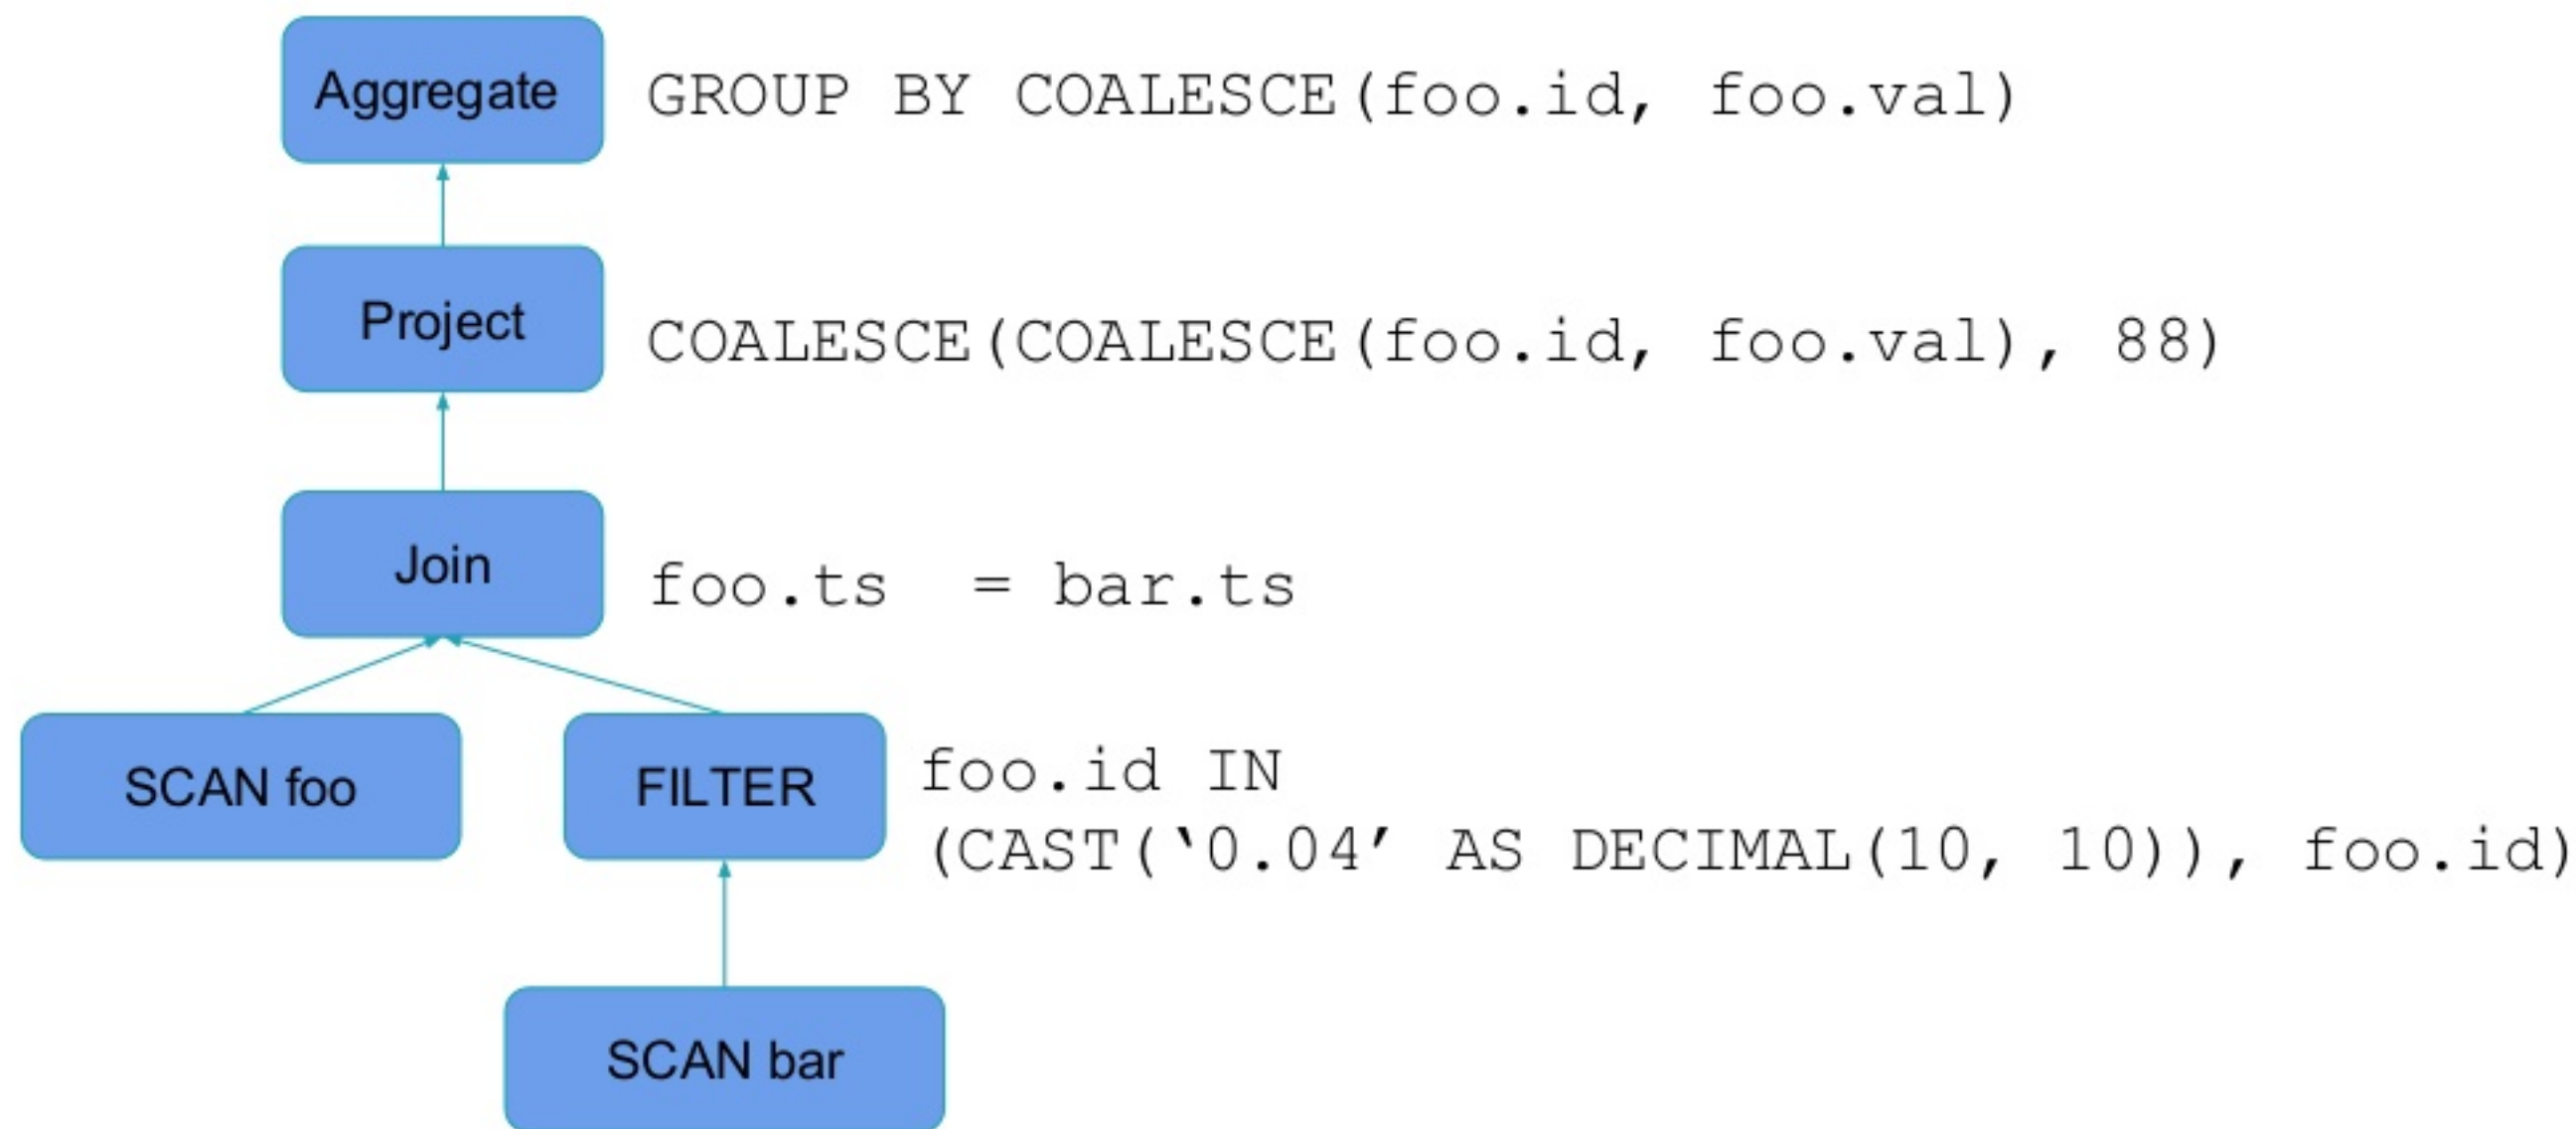 Aggregate
GROUP BY COALESCE(foo.id, foo.val)
Project
COALESCE(COALESCE(foo.id, foo.val), 88)
Join
foo.ts  = bar.ts
SCAN foo
FILTER
foo.id IN
(CAST(‘0.04’ AS DECIMAL(10, 10)), foo.id)
SCAN bar